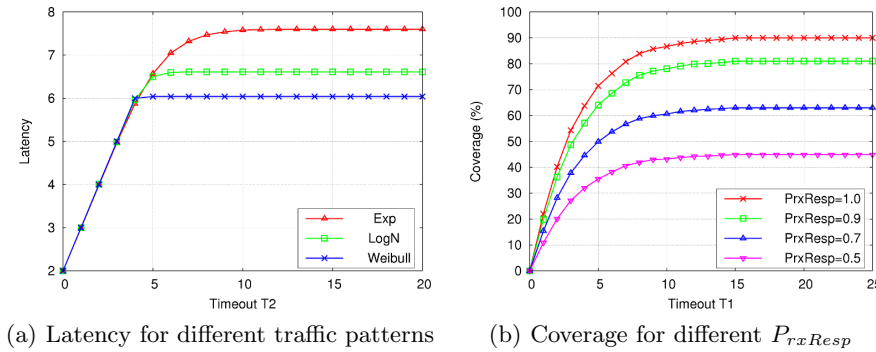 8
7
6
5
4
3
2
Latency
0 5 10 15 20
Timeout T2
Exp
LogN
Weibull
(a) Latency for different traffic patterns
100
90
80
70
60
50
40
30
20
10
0
Coverage (%)
0 5 10 15 20 25
Timeout T1
PrxResp=1.0
PrxResp=0.9
PrxResp=0.7
PrxResp=0.5
(b) Coverage for different PrxResp